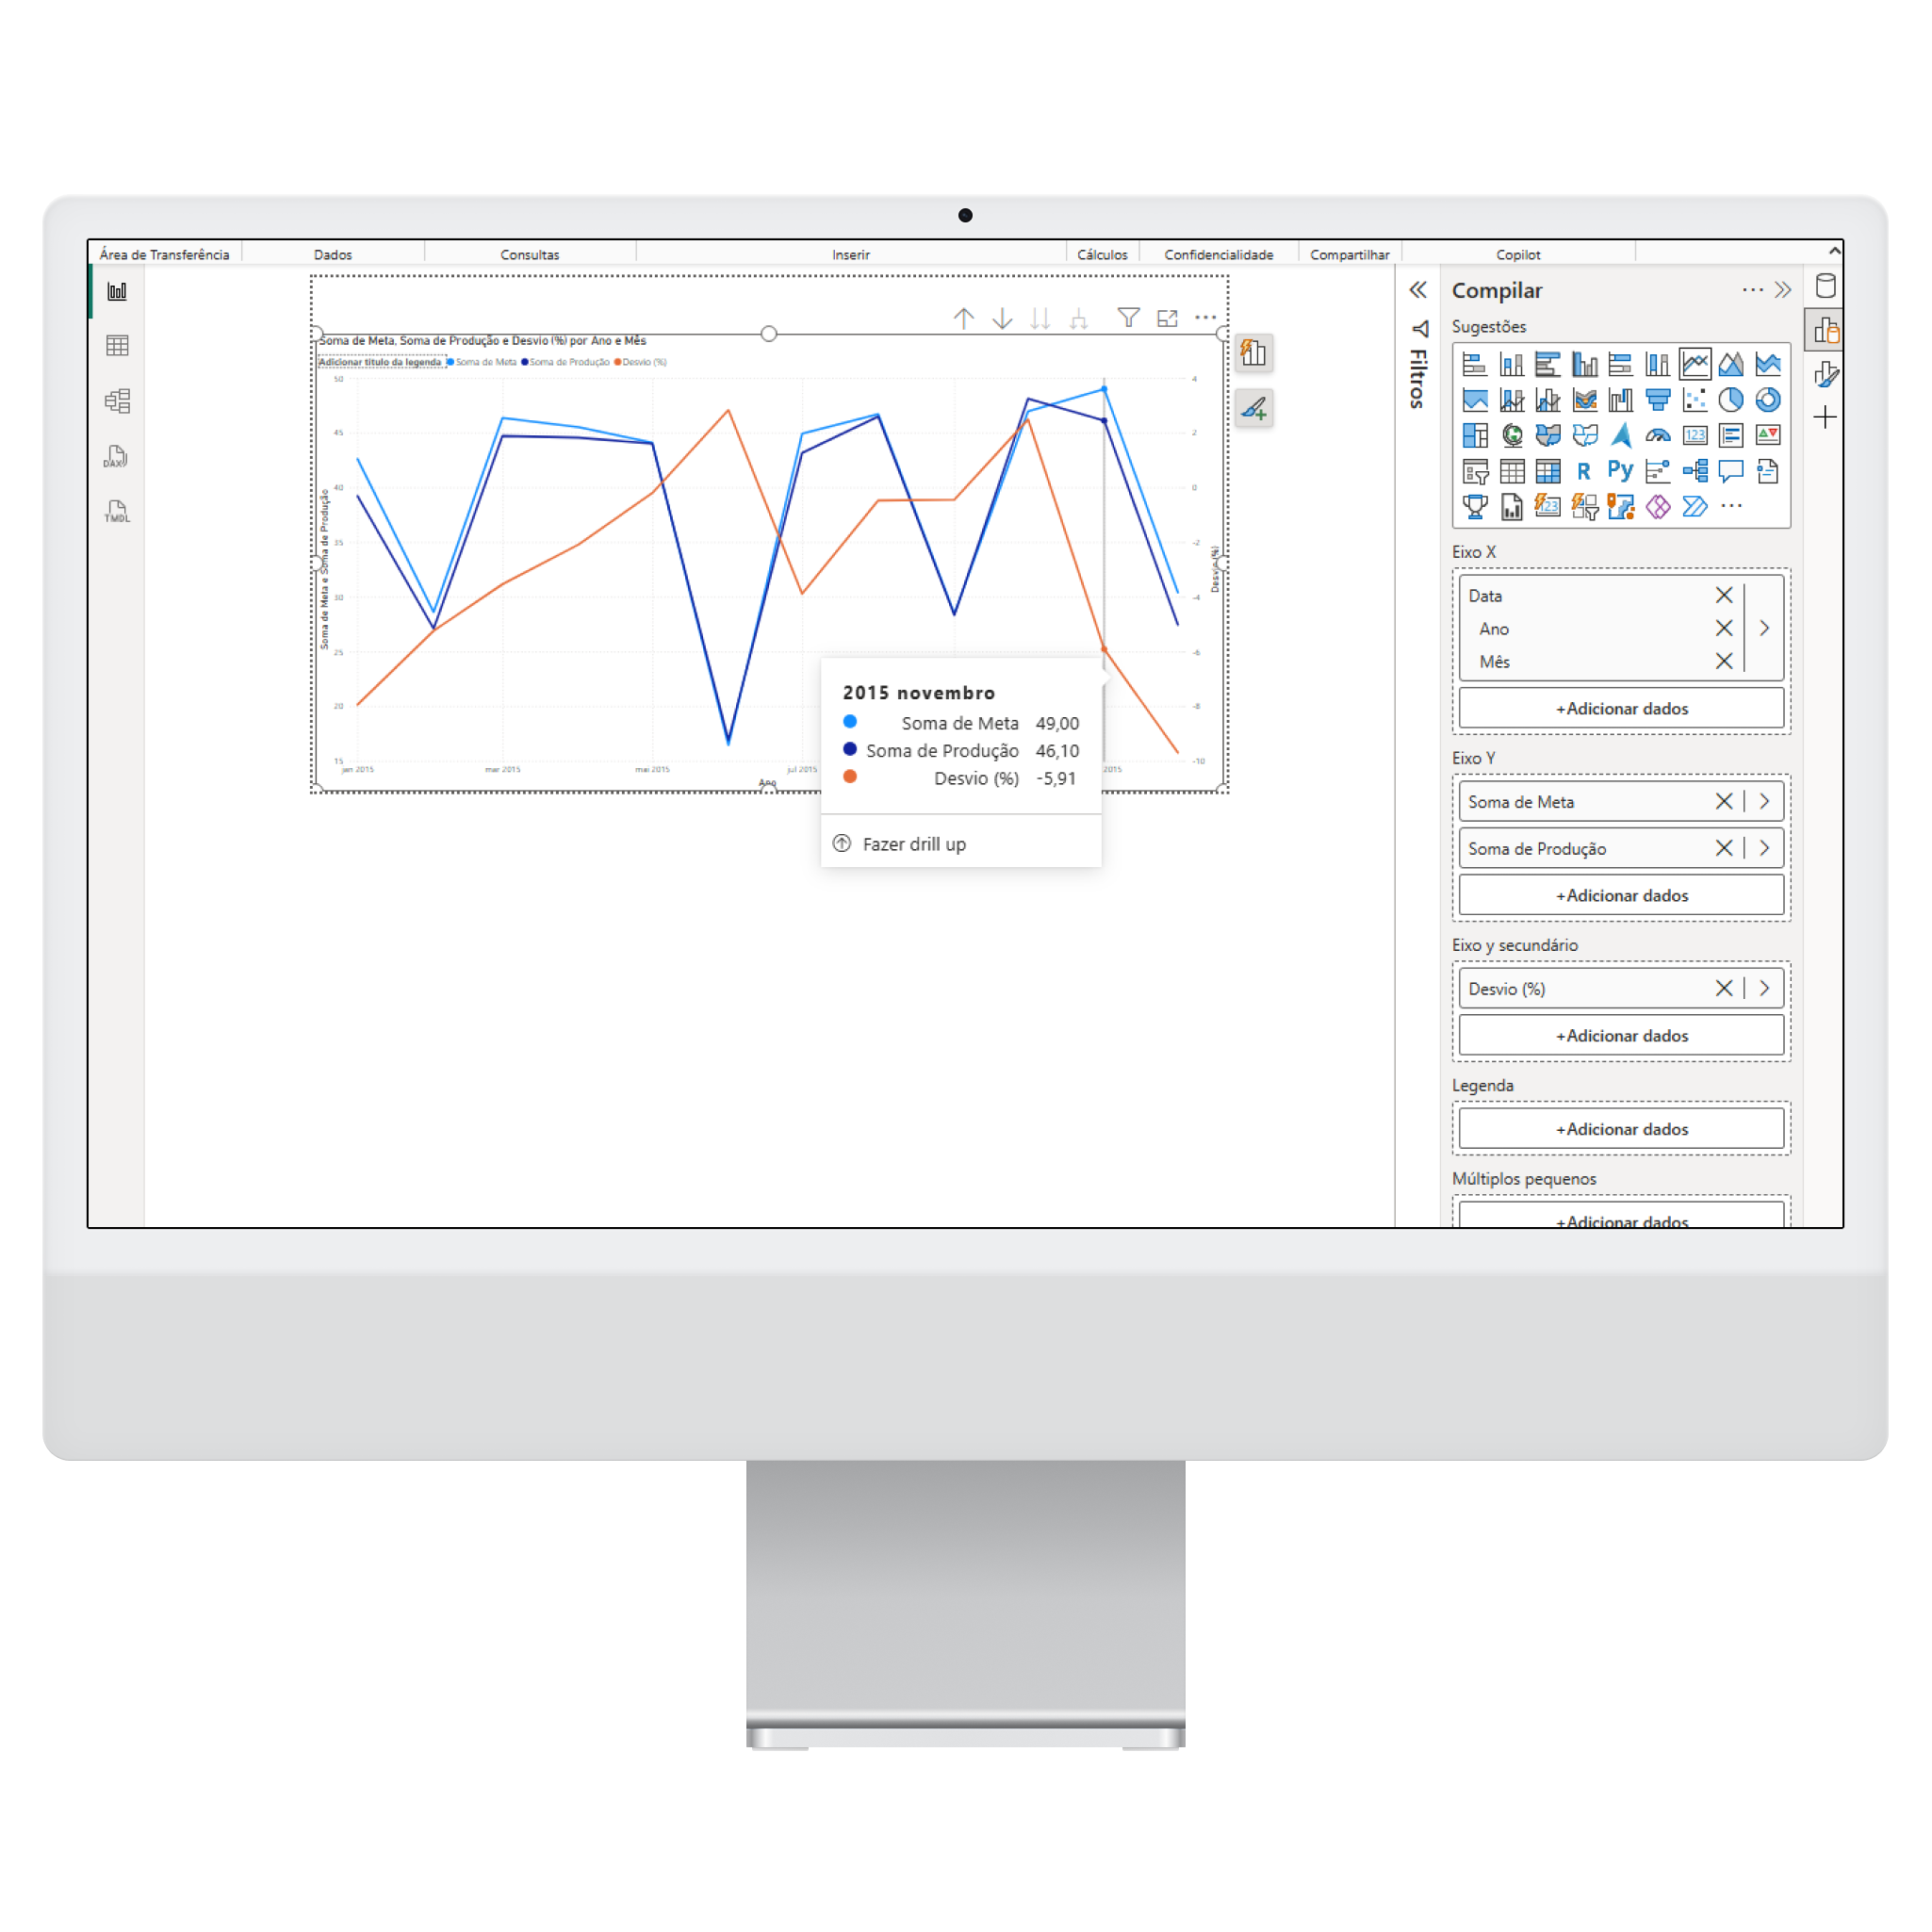 Área de Transferência
Dados
Consultas
Inserir
Cálculos
Confidencialidade
Compartilhar
Copilot
Soma de Meta, Soma de Produção e Desvio (%) por Ano e Mês
Adicionar título da legenda Soma de Meta Soma de Produção Desvio (%)
50
45
40
35
30
25
20
15
Soma de Meta e Soma de Produção
4
2
0
-2
-4
-6
-8
-10
Desvio (%)
jan 2015
mar 2015
mai 2015
jul 2015
2015
Ano
2015 novembro
Soma de Meta 49,00
Soma de Produção 46,10
Desvio (%) -5,91
Fazer drill up
DAX
TMDL
Filtros
Compilar
Sugestões
123
R
Py
123
Eixo X
Data
Ano
Mês
+Adicionar dados
Eixo Y
Soma de Meta
Soma de Produção
+Adicionar dados
Eixo y secundário
Desvio (%)
+Adicionar dados
Legenda
+Adicionar dados
Múltiplos pequenos
+Adicionar dados